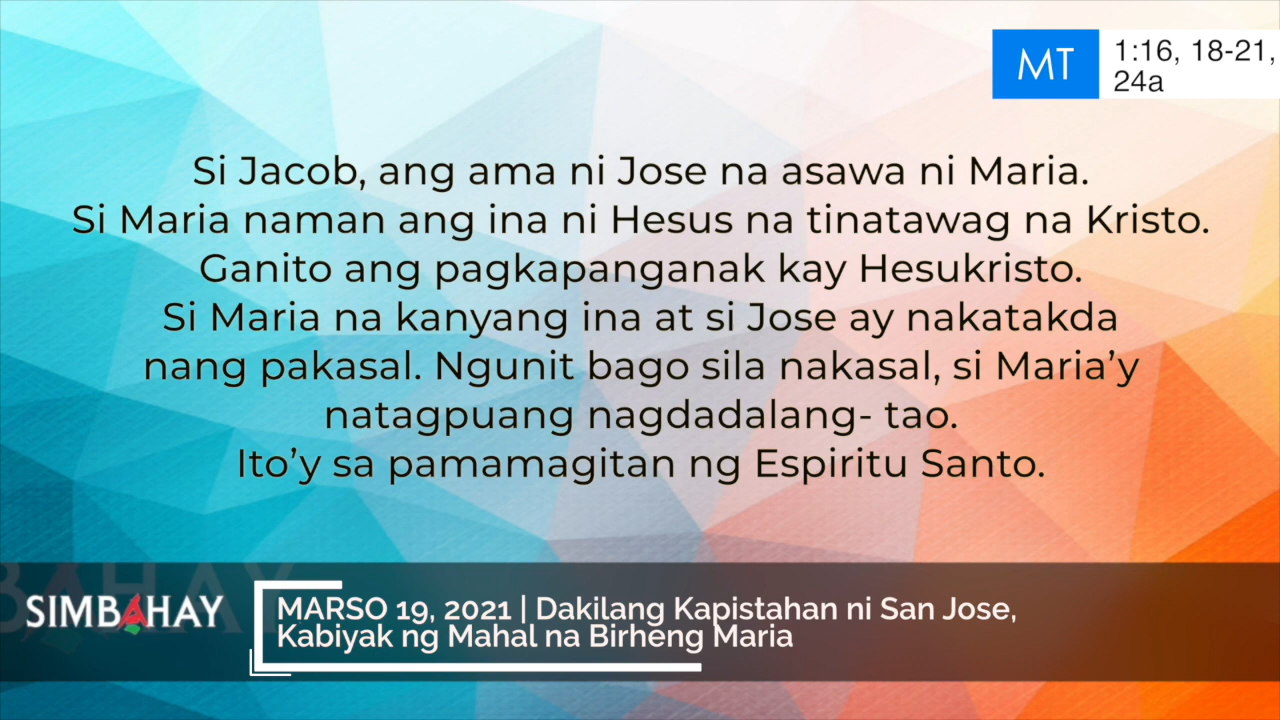 MT
1:16, 18-21,
24a
Si Jacob, ang ama ni Jose na asawa ni Maria.
Si Maria naman ang ina ni Hesus na tinatawag na Kristo.
Ganito ang pagkapanganak kay Hesukristo.
Si Maria na kanyang ina at si Jose ay nakatakda
nang pakasal. Ngunit bago sila nakasal, si Maria’y
natagpuang nagdadalang- tao.
Ito’y sa pamamagitan ng Espiritu Santo.
SIMBAHAY
MARSO 19, 2021 | Dakilang Kapistahan ni San Jose,
Kabiyak ng Mahal na Birheng Maria